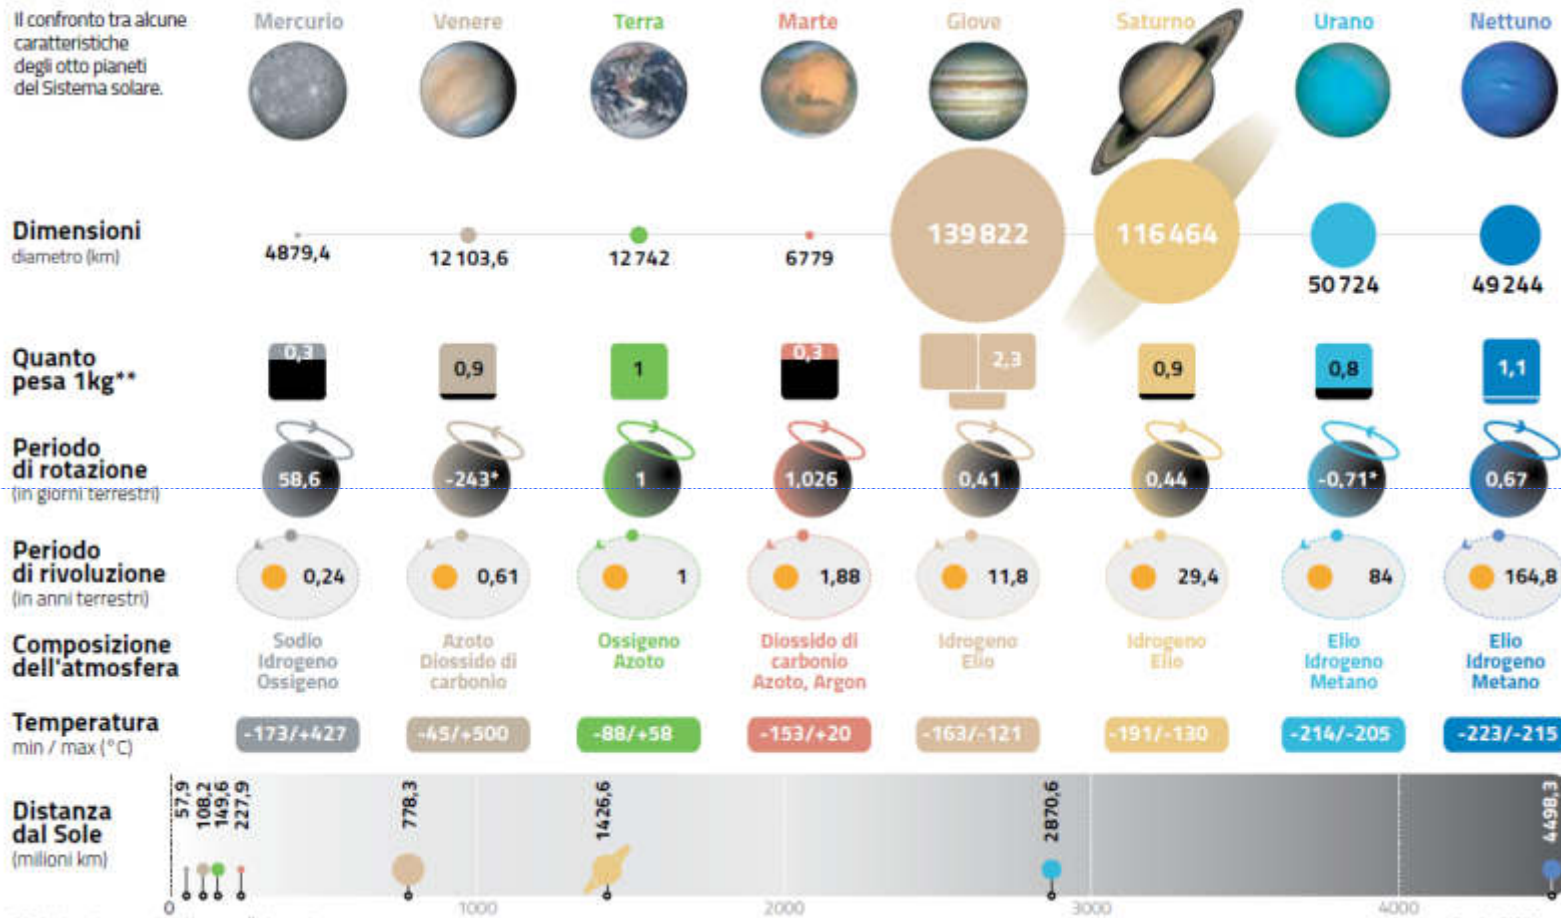 Il confronto tra alcune
caratteristiche
degli otto pianeti
del Sistema solare.
Mercurio Venere Terra Marte Giove Saturno Urano Nettuno
Dimensioni
diametro (km)
4879,4 12 103,6 12 742 6779 139 822 116 464 50 724 49 244
Quanto
pesa 1kg**
0,3 0,9 1 0,3 2,3 0,9 0,8 1,1
Periodo
di rotazione
(in giorni terrestri)
58,6 -243* 1 1,026 0,41 0,44 -0,71* 0,67
Periodo
di rivoluzione
(in anni terrestri)
0,24 0,61 1 1,88 11,8 29,4 84 164,8
Composizione
dell'atmosfera
Sodio
Idrogeno
Ossigeno
Azoto
Diossido di
carbonio
Ossigeno
Azoto
Diossido di
carbonio
Azoto, Argon
Idrogeno
Elio
Idrogeno
Elio
Elio
Idrogeno
Metano
Elio
Idrogeno
Metano
Temperatura
min / max (°C)
-173/+427 -45/+500 -88/+58 -153/+20 -163/-121 -191/-130 -214/-205 -223/-215
Distanza
dal Sole
(milioni km)
57,9 108,2 149,6 227,9 778,3 1426,6 2870,6 4498,3
0 1000 2000 3000 4000